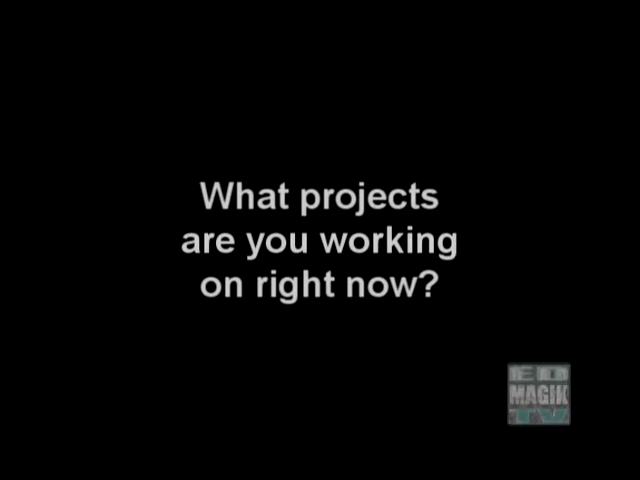 What projects
are you working
on right now?
ED
MAGIK
TV